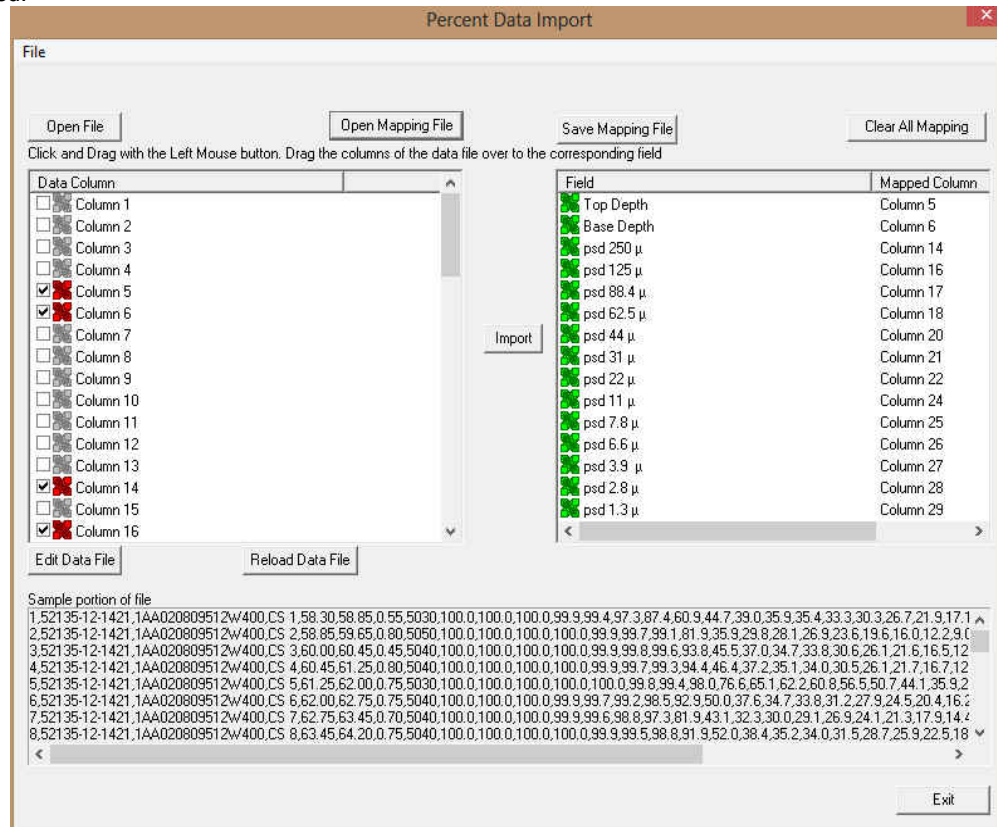 Percent Data Import
File
Open File
Open Mapping File
Save Mapping File
Clear All Mapping
Click and Drag with the Left Mouse button. Drag the columns of the data file over to the corresponding field
Data Column
Column 1
Column 2
Column 3
Column 4
Column 5
Column 6
Column 7
Column 8
Column 9
Column 10
Column 11
Column 12
Column 13
Column 14
Column 15
Column 16
Import
Field Mapped Column
Top Depth Column 5
Base Depth Column 6
psd 250 µ Column 14
psd 125 µ Column 16
psd 88.4 µ Column 17
psd 62.5 µ Column 18
psd 44 µ Column 20
psd 31 µ Column 21
psd 22 µ Column 22
psd 11 µ Column 24
psd 7.8 µ Column 25
psd 6.6 µ Column 26
psd 3.9 µ Column 27
psd 2.8 µ Column 28
psd 1.3 µ Column 29
Edit Data File
Reload Data File
Sample portion of file
1,52135-12-1421,1AA020809512W400,CS 1,58.30,58.85,0.55,5030,100.0,100.0,100.0,99.9,99.4,97.3,87.4,60.9,44.7,39.0,35.9,35.4,33.3,30.3,26.7,21.9,17.1
2,52135-12-1421,1AA020809512W400,CS 2,58.85,59.65,0.80,5050,100.0,100.0,100.0,100.0,99.9,99.7,99.1,81.9,35.9,29.8,28.1,26.9,23.6,19.6,16.0,12.2,9.0
3,52135-12-1421,1AA020809512W400,CS 3,60.00,60.45,0.45,5040,100.0,100.0,100.0,100.0,99.9,99.8,99.6,93.8,45.5,37.0,34.7,33.8,30.6,26.1,21.6,16.5,12
4,52135-12-1421,1AA020809512W400,CS 4,60.45,61.25,0.80,5040,100.0,100.0,100.0,100.0,99.9,99.7,99.3,94.4,46.4,37.2,35.1,34.0,30.5,26.1,21.7,16.7,12
5,52135-12-1421,1AA020809512W400,CS 5,61.25,62.00,0.75,5030,100.0,100.0,100.0,100.0,100.0,99.8,99.4,98.0,76.6,65.1,62.2,60.8,56.5,50.7,44.1,35.9,2
6,52135-12-1421,1AA020809512W400,CS 6,62.00,62.75,0.75,5040,100.0,100.0,100.0,99.9,99.7,99.2,98.5,92.9,50.0,37.6,34.7,33.8,31.2,27.9,24.5,20.4,16.2
7,52135-12-1421,1AA020809512W400,CS 7,62.75,63.45,0.70,5040,100.0,100.0,100.0,99.9,99.6,98.8,97.3,81.9,43.1,32.3,30.0,29.1,26.9,24.1,21.3,17.9,14.4
8,52135-12-1421,1AA020809512W400,CS 8,63.45,64.20,0.75,5040,100.0,100.0,100.0,100.0,99.9,99.5,98.8,91.9,52.0,38.4,35.2,34.0,31.5,28.7,25.9,22.5,18
Exit